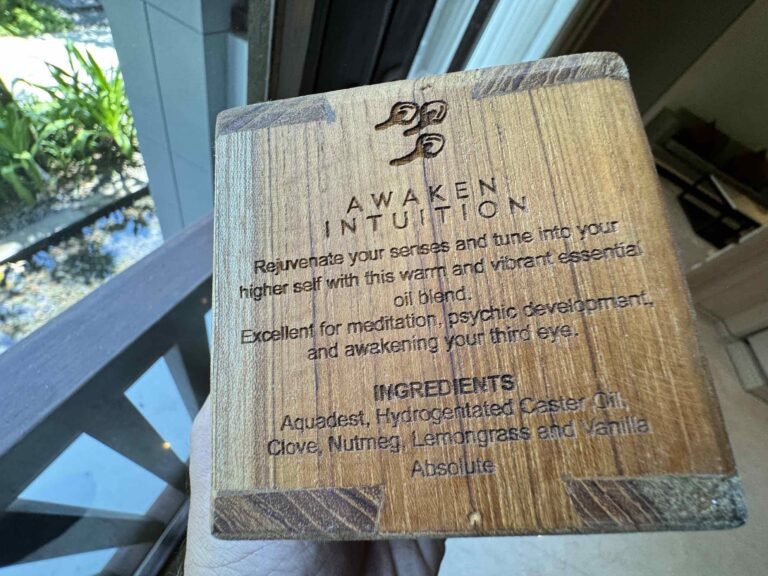 AWAKEN
INTUITION
Rejuvenate your senses and tune into your
higher self with this warm and vibrant essential
oil blend.
Excellent for meditation, psychic development,
and awakening your third eye.
INGREDIENTS
Aquadest, Hydrogentated Caster Oil,
Clove, Nutmeg, Lemongrass and Vanilla
Absolute